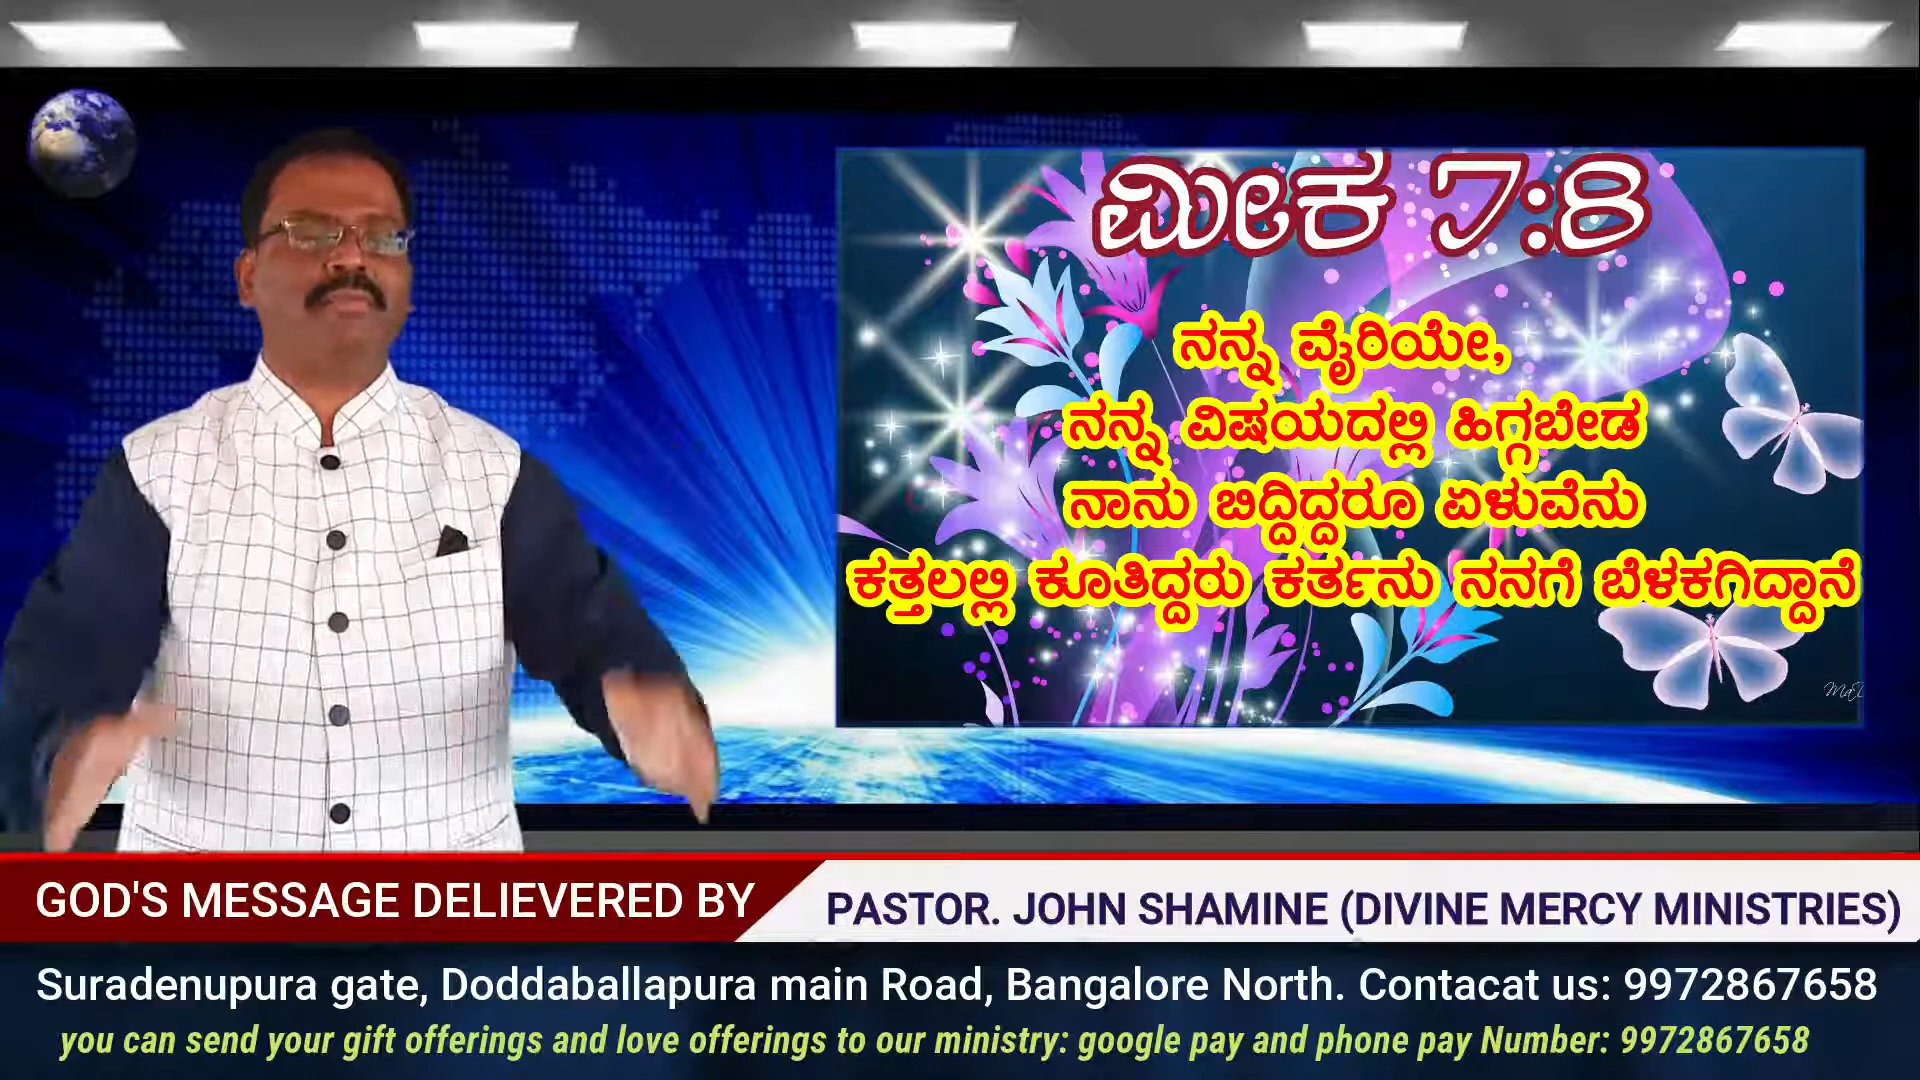 ಮೀಕ 7:8
ನನ್ನ ವೈರಿಯೇ,
ನನ್ನ ವಿಷಯದಲ್ಲಿ ಹಿಗ್ಗಬೇಡ
ನಾನು ಬಿದ್ದಿದ್ದರೂ ಏಳುವೆನು
ಕತ್ತಲಲ್ಲಿ ಕೂತಿದ್ದರು ಕರ್ತನು ನನಗೆ ಬೆಳಕಗಿದ್ದಾನೆ
GOD'S MESSAGE DELIEVERED BY
PASTOR. JOHN SHAMINE (DIVINE MERCY MINISTRIES)
Suradenupura gate, Doddaballapura main Road, Bangalore North. Contacat us: 9972867658
you can send your gift offerings and love offerings to our ministry: google pay and phone pay Number: 9972867658